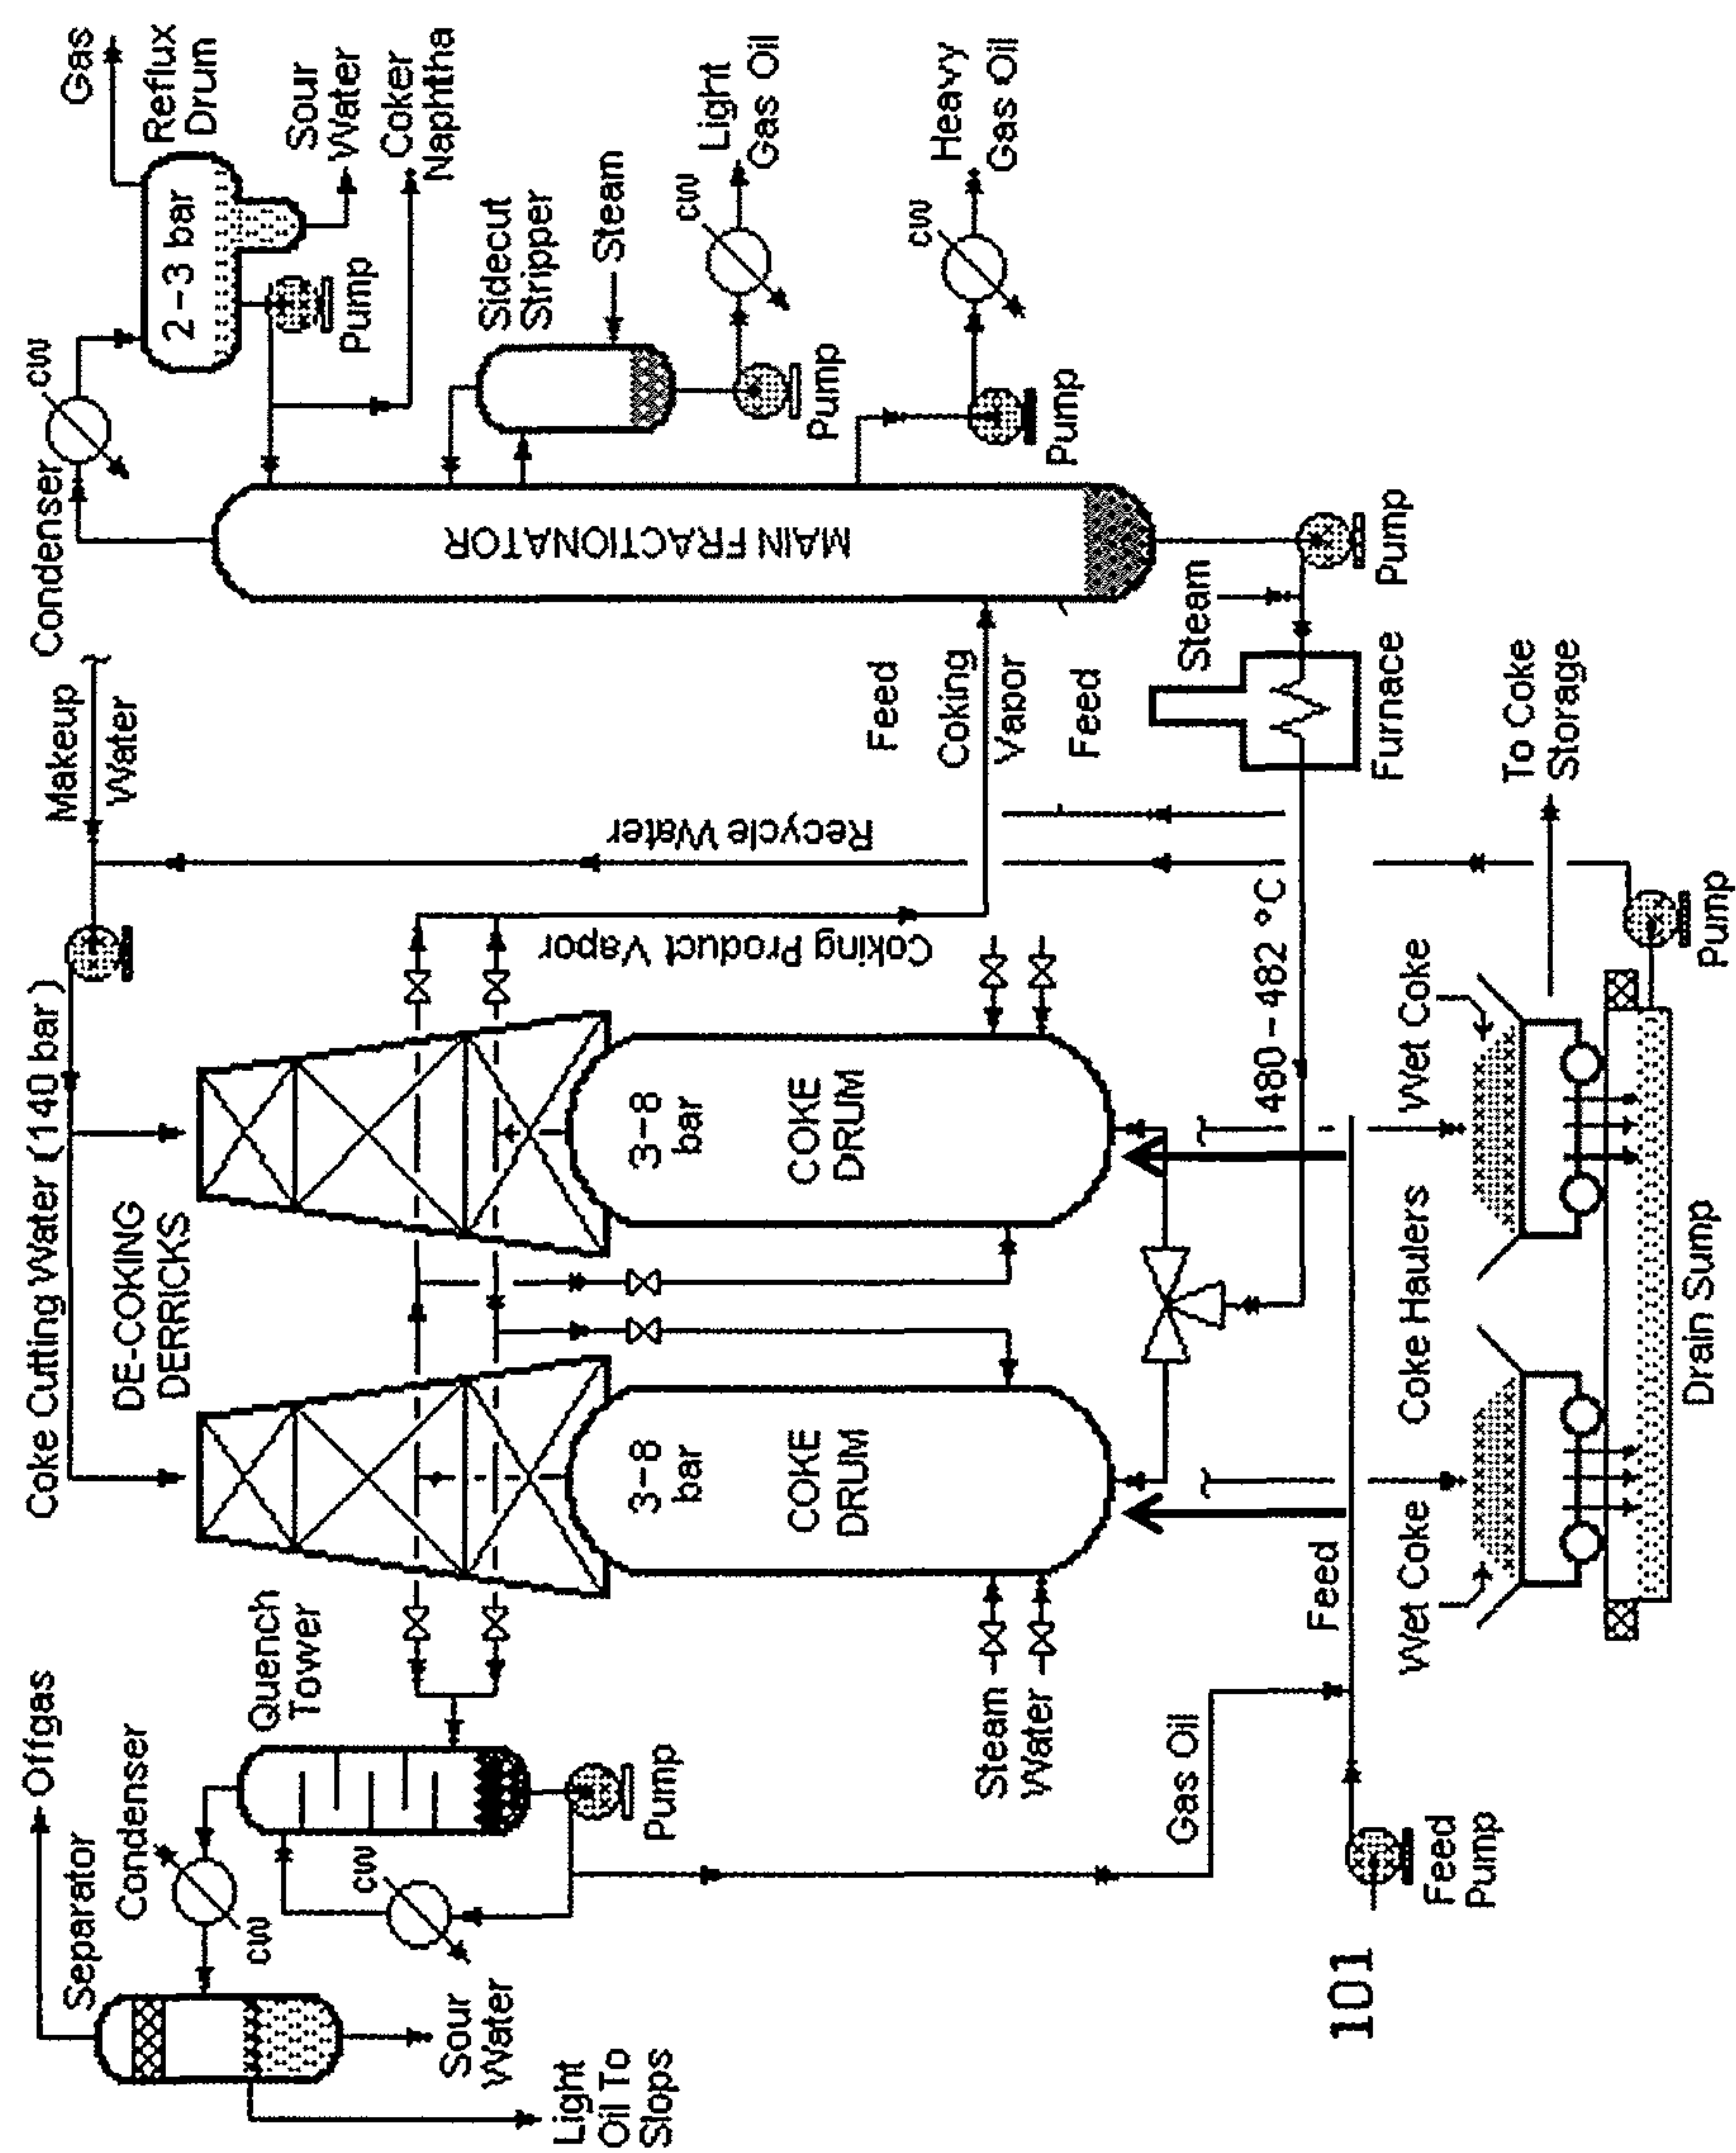 Offgas
Separator
Condenser
CW
Quench
Tower
CW
Pump
Sour
Water
Light
Oil To
Slops
Gas Oil
Steam
Water
101
Feed
Pump
Feed
Coke Cutting Water (140 bar)
DE-COKING
DERRICKS
3-8
bar
COKE
DRUM
3-8
bar
COKE
DRUM
Wet Coke
Coke Haulers
Wet Coke
Drain Sump
Pump
To Coke
Storage
480-482 °C
Makeup
Water
Recycle Water
Coking Product Vapor
Feed
Coking
Vapor
Feed
Steam
Furnace
Pump
Condenser
CW
MAIN FRACTIONATOR
Gas
Reflux
Drum
2-3 bar
Pump
Sour
Water
Coker
Naphtha
Sidecut
Stripper
Steam
CW
Light
Gas Oil
Pump
CW
Heavy
Gas Oil
Pump